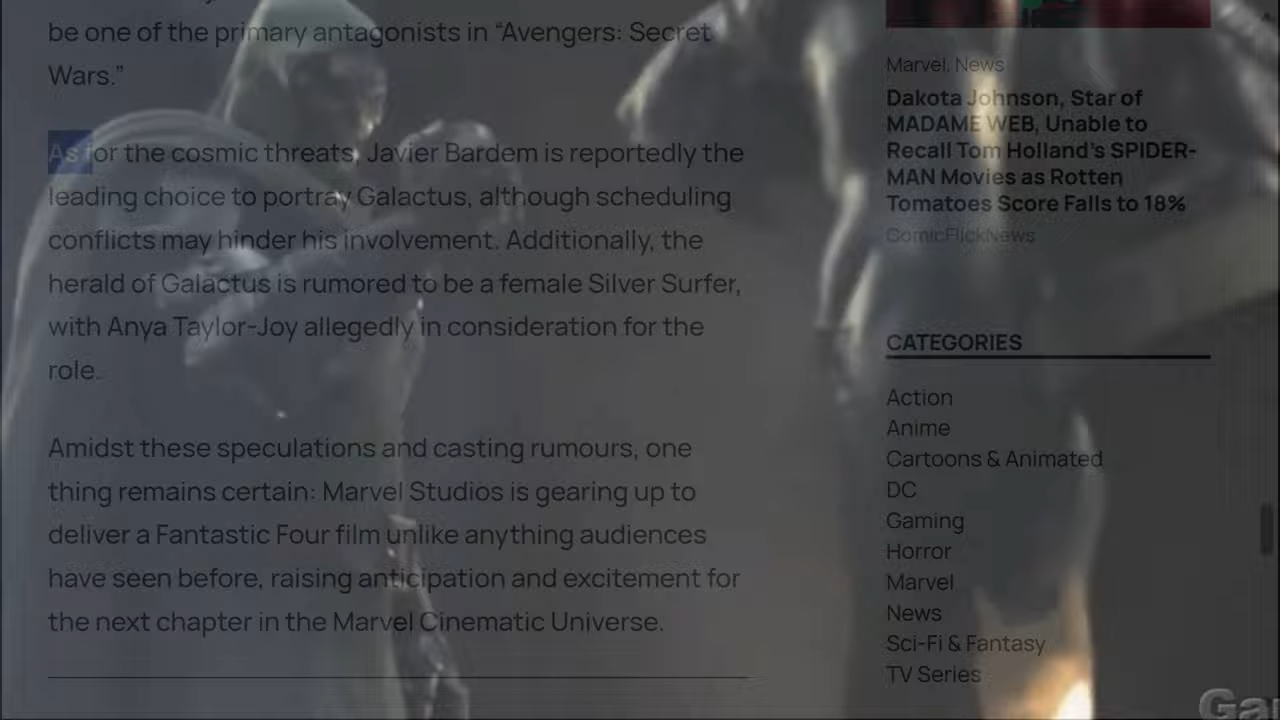 be one of the primary antagonists in “Avengers: Secret
Wars.”
As for the cosmic threats, Javier Bardem is reportedly the
leading choice to portray Galactus, although scheduling
conflicts may hinder his involvement. Additionally, the
herald of Galactus is rumored to be a female Silver Surfer,
with Anya Taylor-Joy allegedly in consideration for the
role.
Amidst these speculations and casting rumours, one
thing remains certain: Marvel Studios is gearing up to
deliver a Fantastic Four film unlike anything audiences
have seen before, raising anticipation and excitement for
the next chapter in the Marvel Cinematic Universe.
Marvel, News
Dakota Johnson, Star of
MADAME WEB, Unable to
Recall Tom Holland’s SPIDER-
MAN Movies as Rotten
Tomatoes Score Falls to 18%
ComicFlickNews
CATEGORIES
Action
Anime
Cartoons & Animated
DC
Gaming
Horror
Marvel
News
Sci-Fi & Fantasy
TV Series